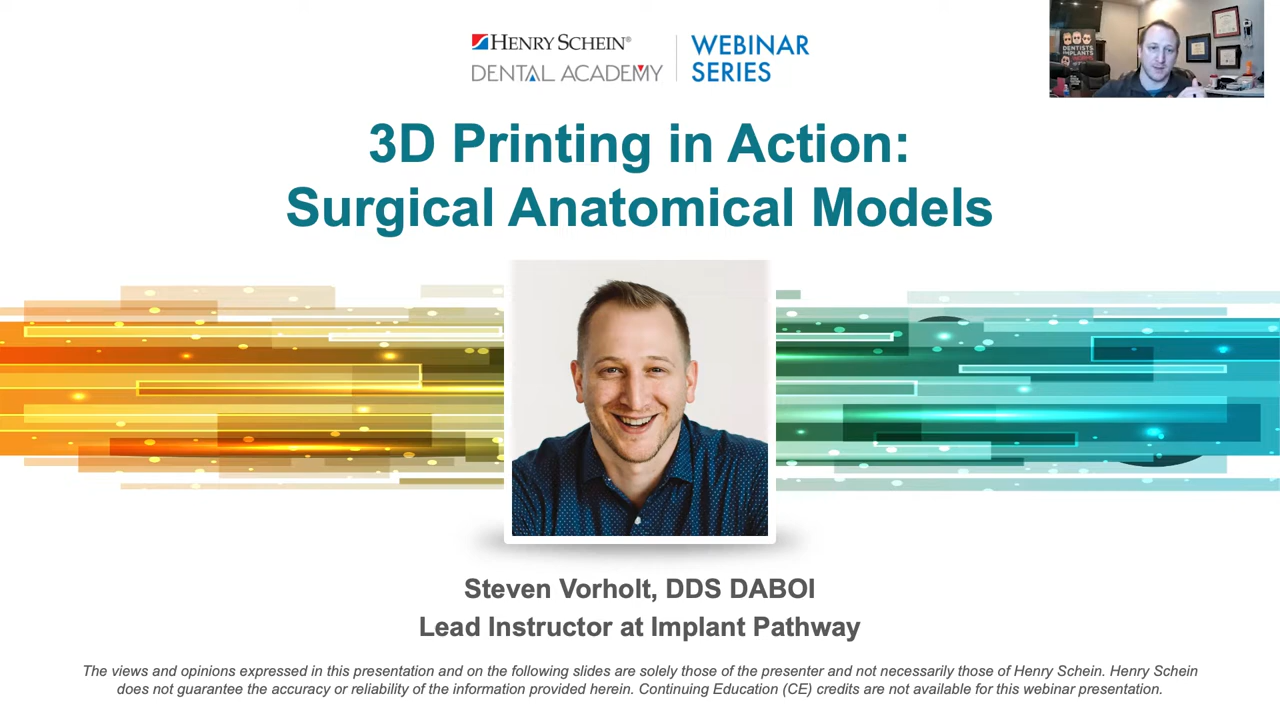 HENRY SCHEIN®
DENTAL ACADEMY
WEBINAR
SERIES
3D Printing in Action:
Surgical Anatomical Models
Steven Vorholt, DDS DABOI
Lead Instructor at Implant Pathway
The views and opinions expressed in this presentation and on the following slides are solely those of the presenter and not necessarily those of Henry Schein. Henry Schein
does not guarantee the accuracy or reliability of the information provided herein. Continuing Education (CE) credits are not available for this webinar presentation.
DENTISTS
IMPLANTS